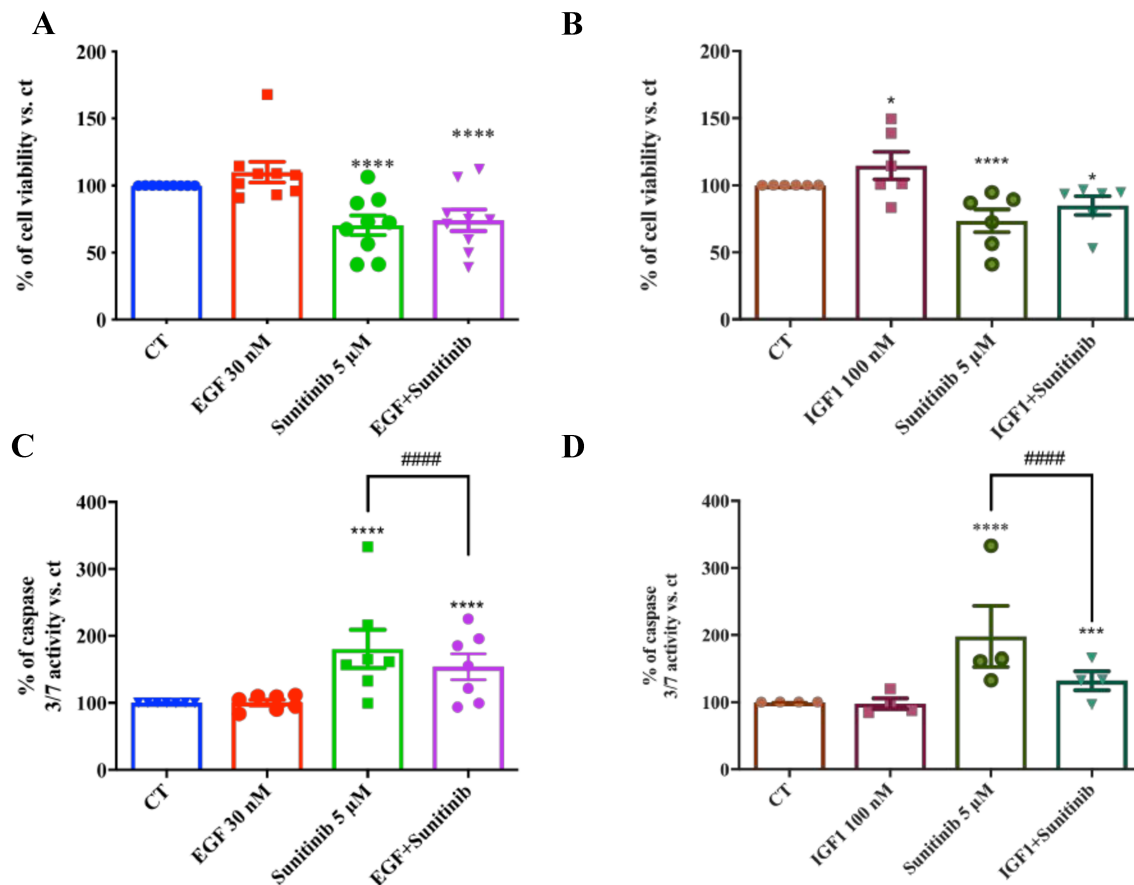 A
% of cell viability vs. ct
200
150
100
50
0
****
****
CT
EGF 30 nM
Sunitinib 5 µM
EGF+Sunitinib
B
% of cell viability vs. ct
200
150
100
50
0
*
****
*
CT
IGF1 100 nM
Sunitinib 5 µM
IGF1+Sunitinib
C
% of caspase
3/7 activity vs. ct
400
300
200
100
0
####
****
****
CT
EGF 30 nM
Sunitinib 5 µM
EGF+Sunitinib
D
% of caspase
3/7 activity vs. ct
400
300
200
100
0
####
****
***
CT
IGF1 100 nM
Sunitinib 5 µM
IGF1+Sunitinib